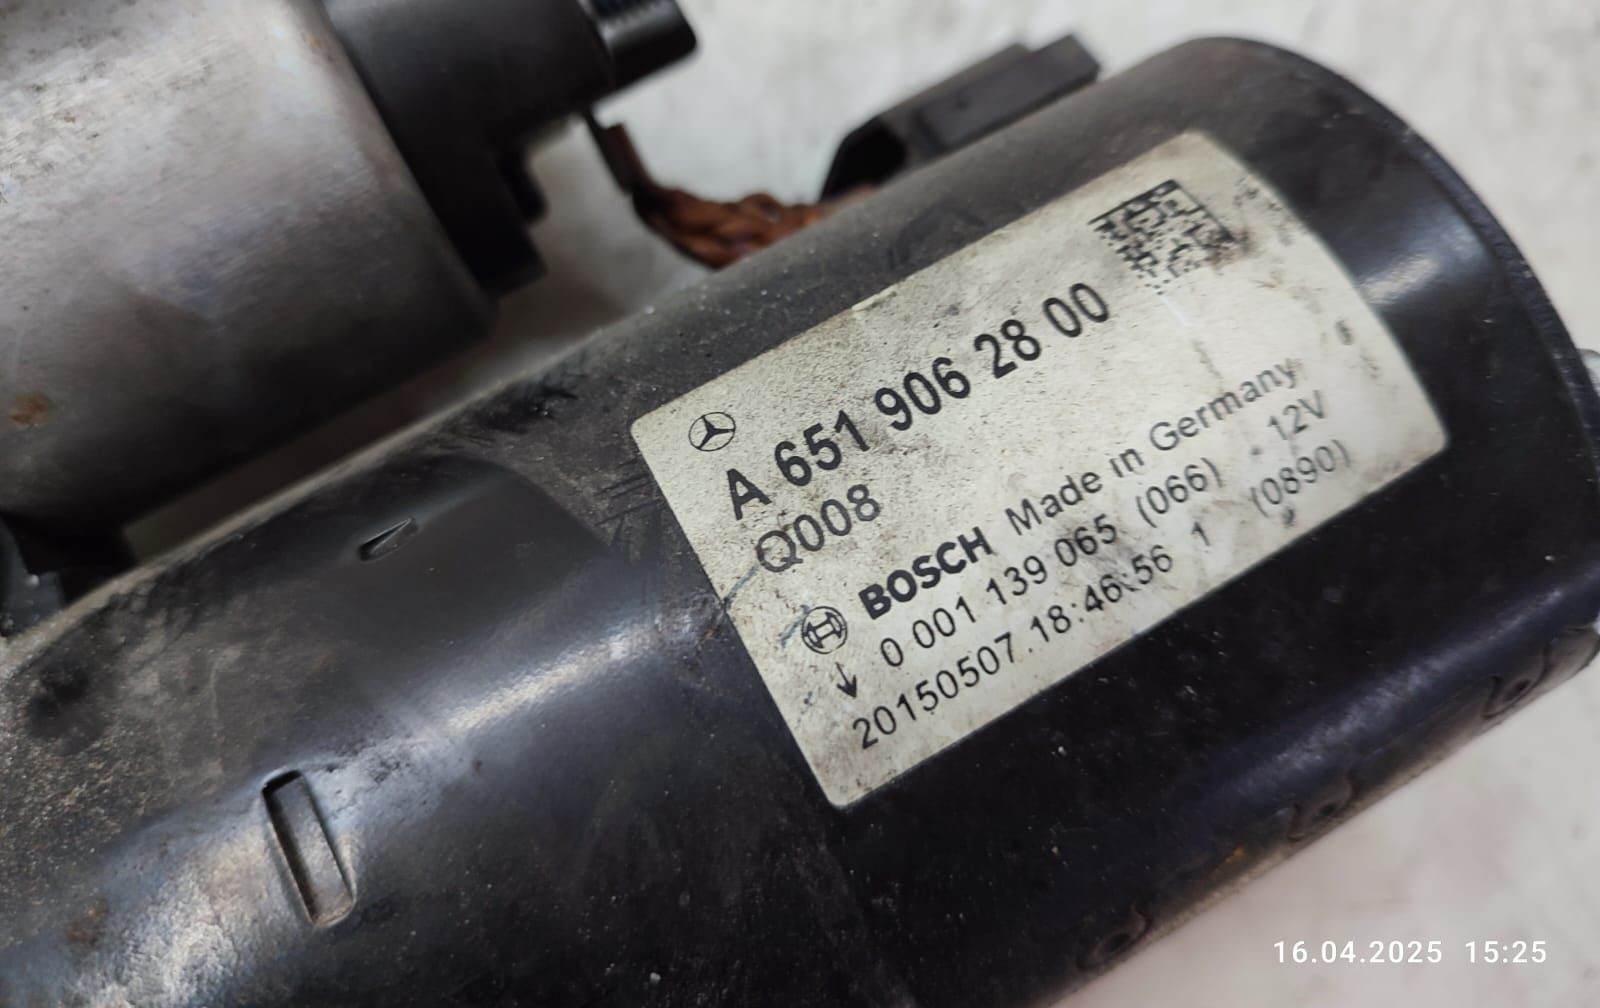 A 651 906 28 00
Q008
BOSCH Made in Germany
0 001 139 065 (066) · 12V
20150507.18:46:56 1 (0890)
16.04.2025 15:25